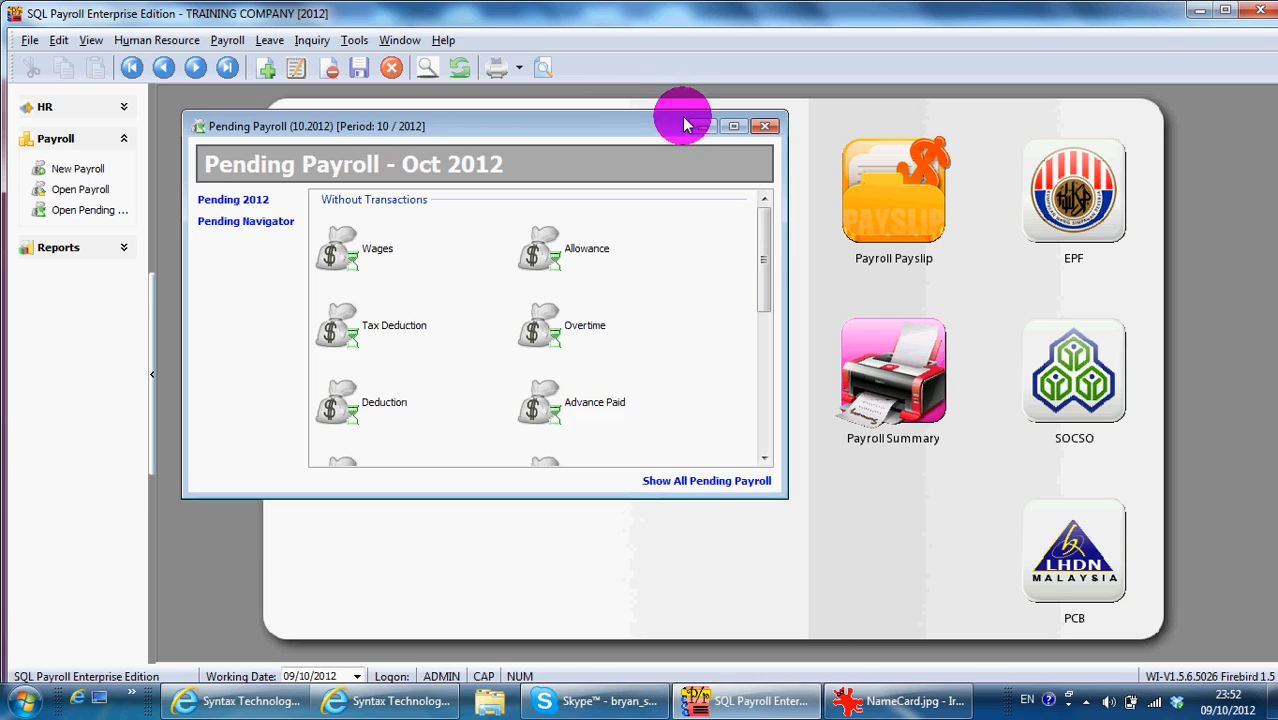 SQL Payroll Enterprise Edition - TRAINING COMPANY [2012]
File Edit View Human Resource Payroll Leave Inquiry Tools Window Help
HR
Payroll
New Payroll
Open Payroll
Open Pending ...
Reports
Pending Payroll (10.2012) [Period: 10 / 2012]
Pending Payroll - Oct 2012
Pending 2012
Pending Navigator
Without Transactions
Wages
Allowance
Tax Deduction
Overtime
Deduction
Advance Paid
Show All Pending Payroll
PAYSLIP
Payroll Payslip
EPF
Payroll Summary
SOCSO
LHDN
MALAYSIA
PCB
SQL Payroll Enterprise Edition Working Date: 09/10/2012 Logon: ADMIN CAP NUM WI-V1.5.6.5026 Firebird 1.5
Syntax Technolog... Syntax Technolog... Skype™ - bryan_s... SQL Payroll Enter... NameCard.jpg - Ir... EN 23:52
09/10/2012